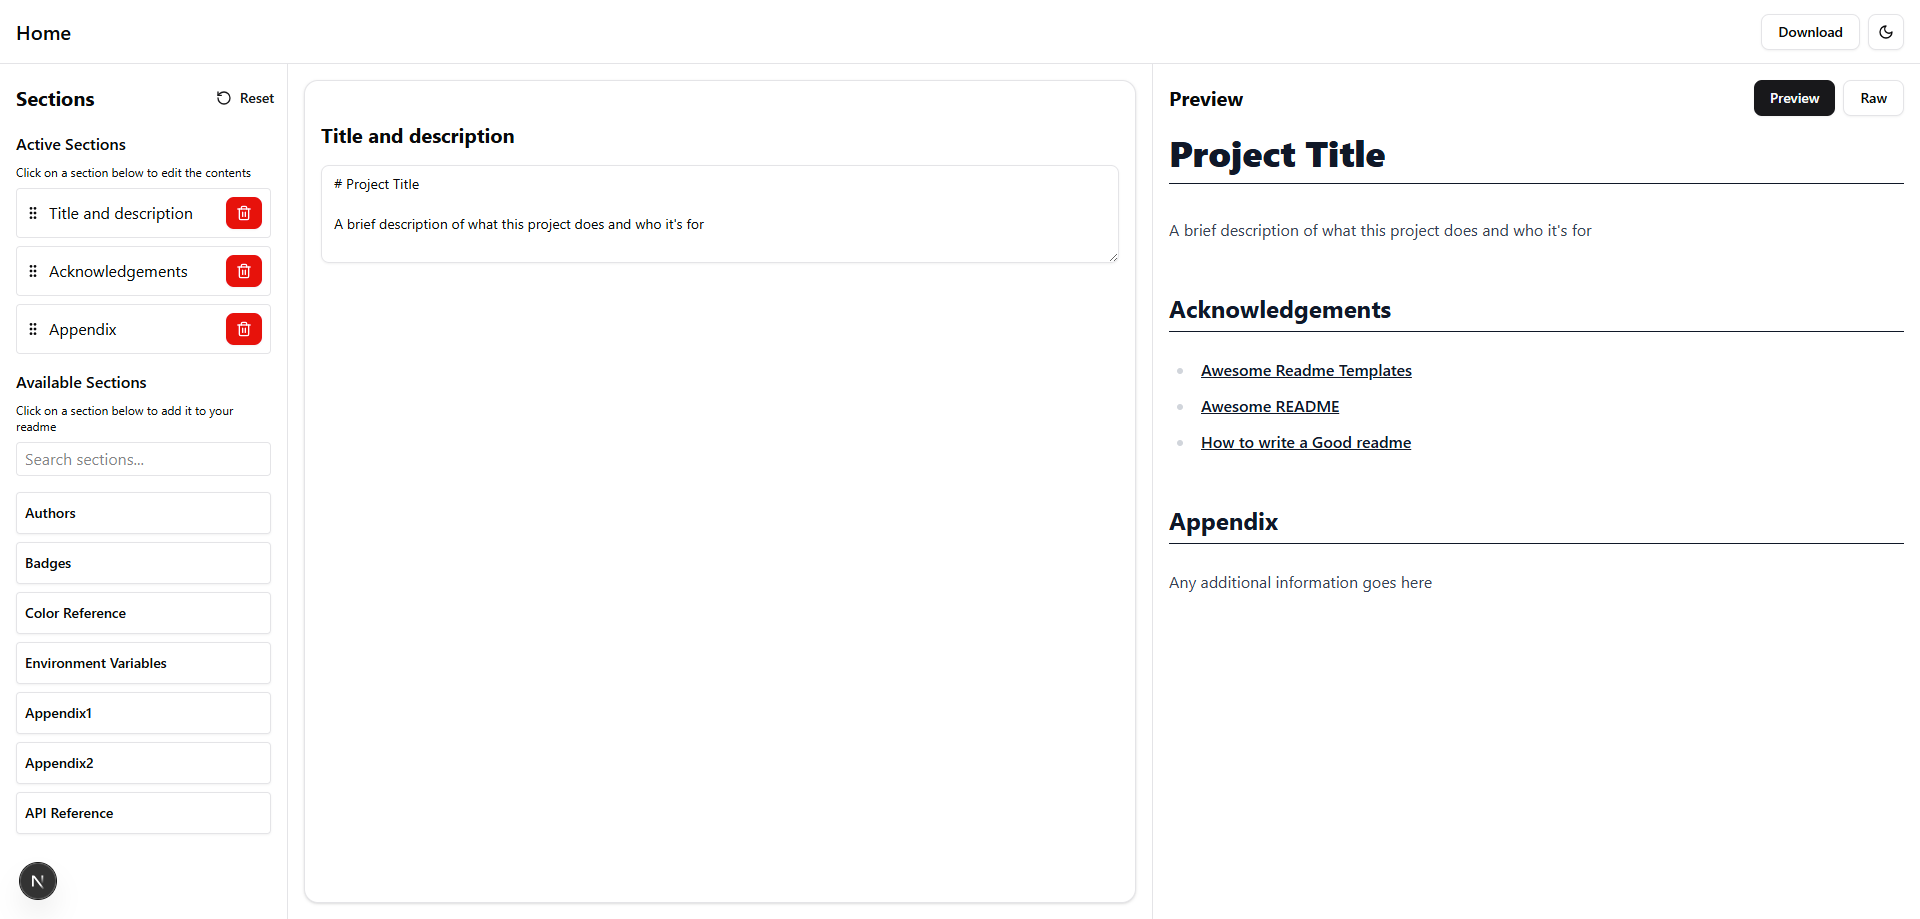 Home
Download
Sections
Reset
Active Sections
Click on a section below to edit the contents
Title and description
Acknowledgements
Appendix
Available Sections
Click on a section below to add it to your
readme
Search sections...
Authors
Badges
Color Reference
Environment Variables
Appendix1
Appendix2
API Reference
N
Title and description
# Project Title
A brief description of what this project does and who it's for
Preview
Preview
Raw
Project Title
A brief description of what this project does and who it's for
Acknowledgements
Awesome Readme Templates
Awesome README
How to write a Good readme
Appendix
Any additional information goes here